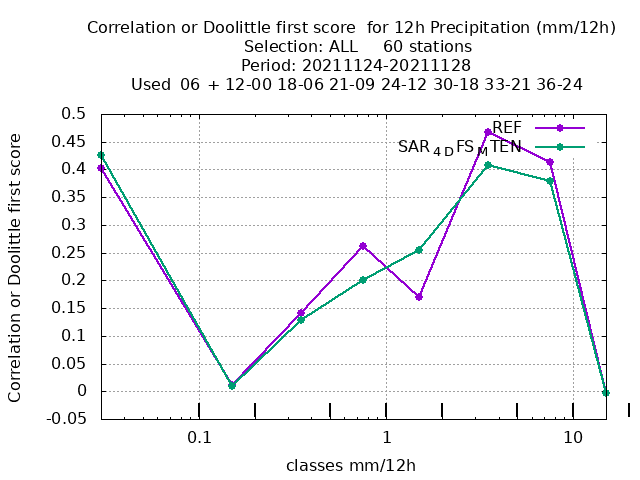 Correlation or Doolittle first score  for 12h Precipitation (mm/12h)
Selection: ALL     60 stations
Period: 20211124-20211128
Used  06 + 12-00 18-06 21-09 24-12 30-18 33-21 36-24
Correlation or Doolittle first score
0.5
0.45
0.4
0.35
0.3
0.25
0.2
0.15
0.1
0.05
0
-0.05
REF
SAR4DFSMTEN
0.1
1
10
classes mm/12h